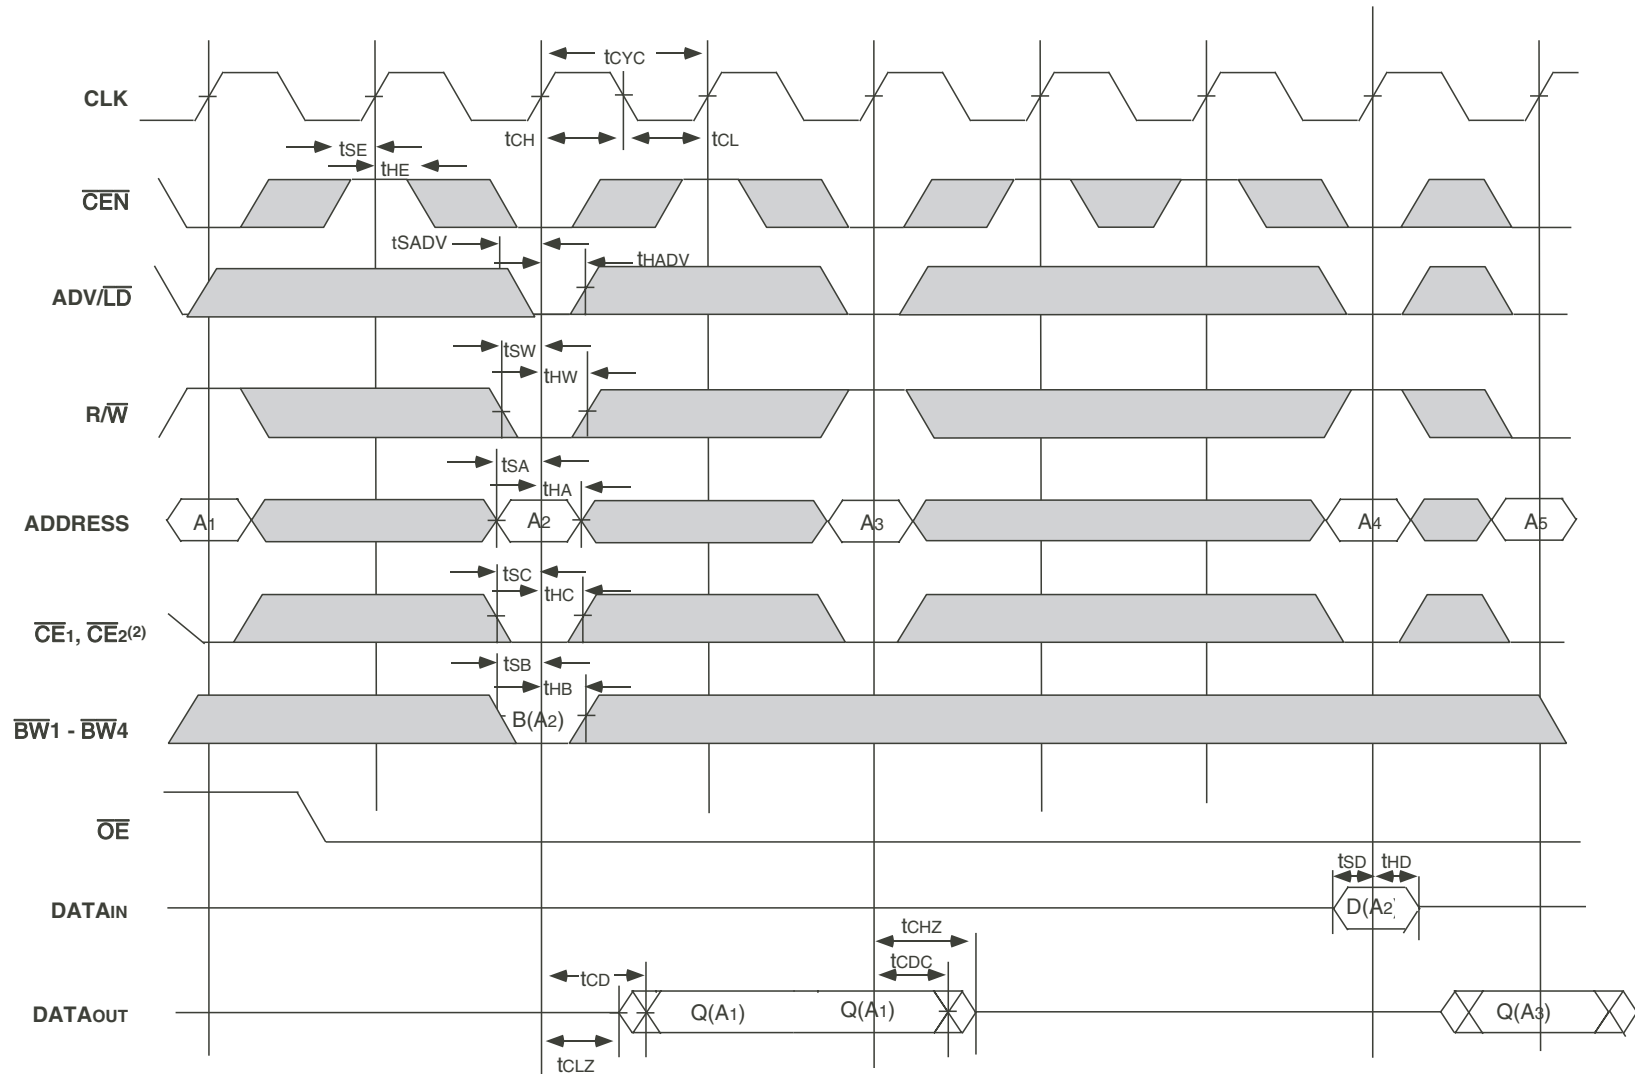 tCYC
CLK
tCH
tCL
tSE
tHE
CEN
tSADV
tHADV
ADV/LD
tSW
tHW
R/W
tSA
tHA
ADDRESS
A1
A2
A3
A4
A5
tSC
tHC
CE1, CE2(2)
tSB
tHB
B(A2)
BW1 - BW4
OE
tSD
tHD
DATAIN
D(A2)
tCHZ
tCDC
tCD
DATAOUT
Q(A1)
Q(A1)
Q(A3)
tCLZ